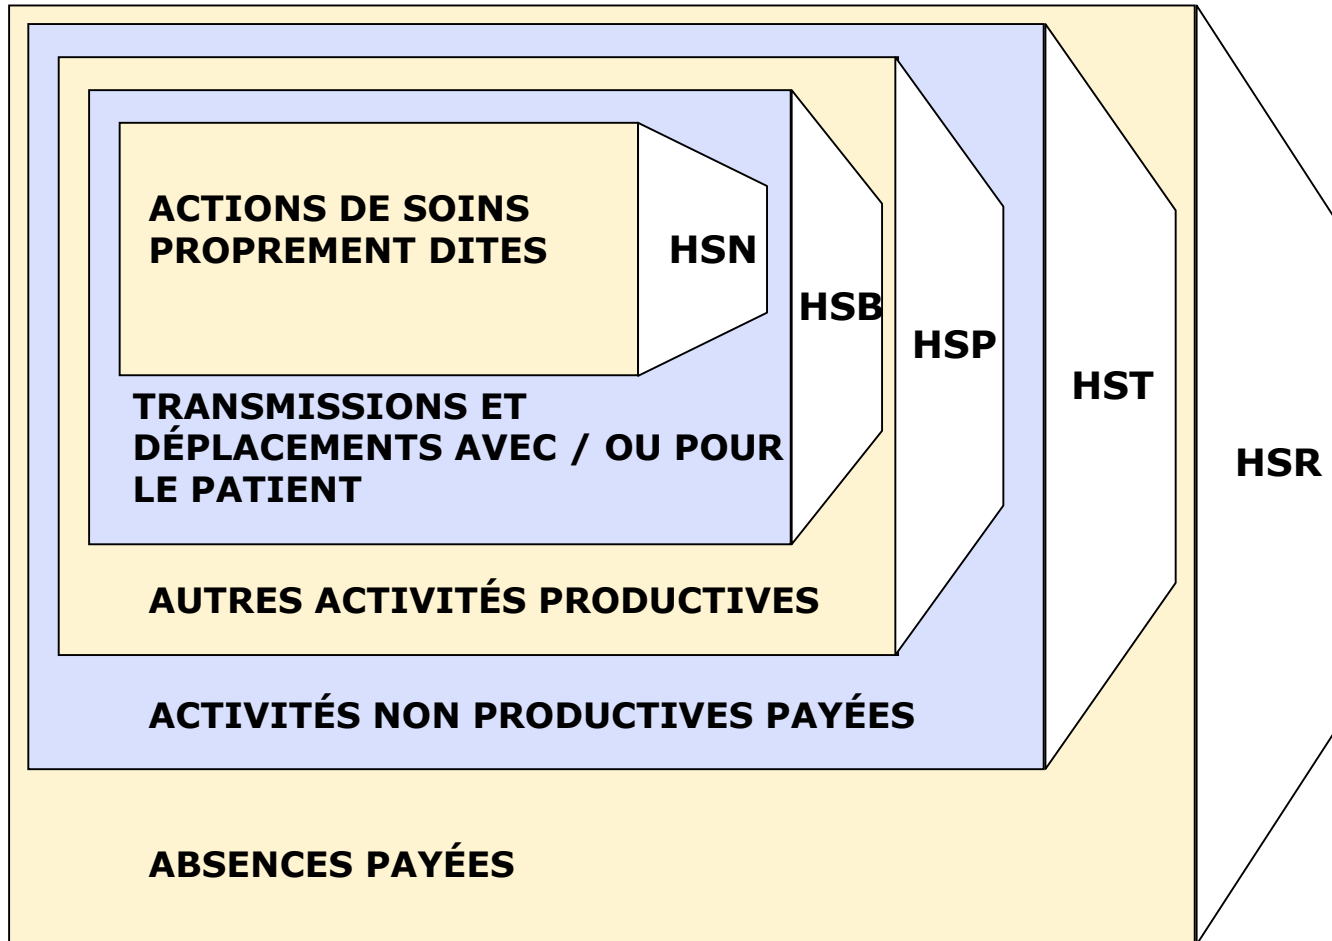 ACTIONS DE SOINS
PROPREMENT DITES
HSN
HSB
HSP
HST
HSR
TRANSMISSIONS ET
DÉPLACEMENTS AVEC / OU POUR
LE PATIENT
AUTRES ACTIVITÉS PRODUCTIVES
ACTIVITÉS NON PRODUCTIVES PAYÉES
ABSENCES PAYÉES